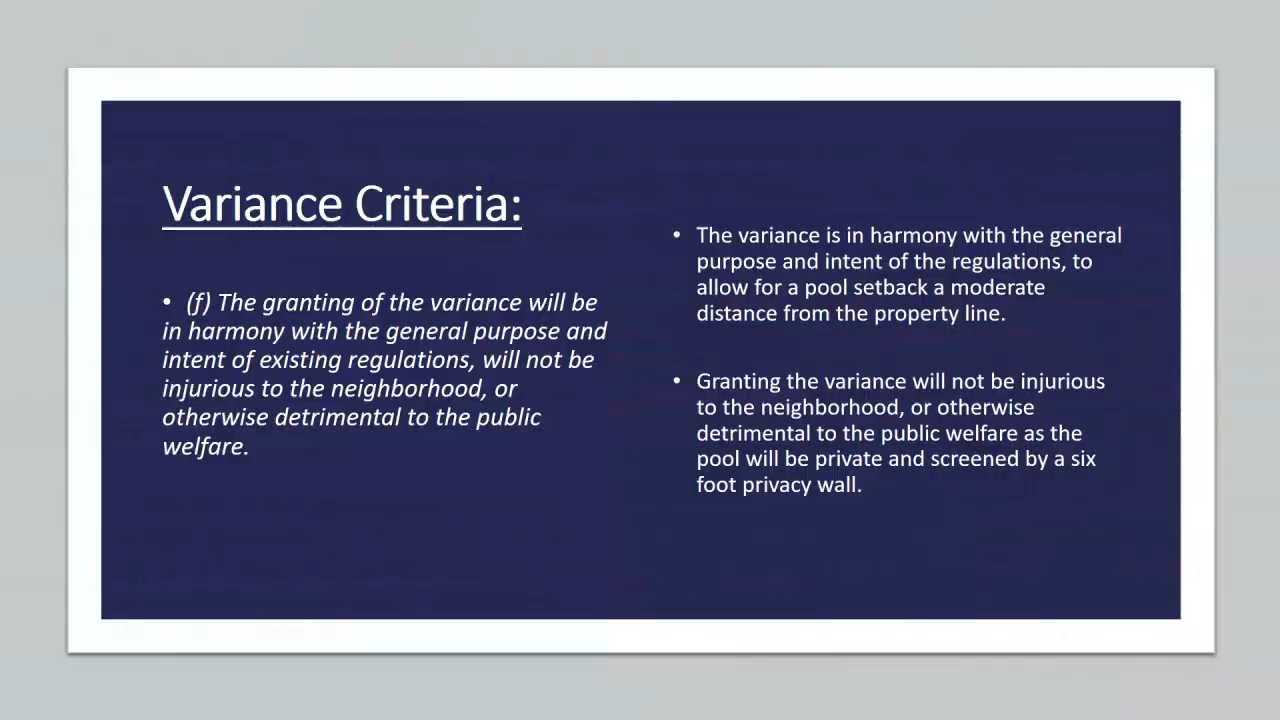 Variance Criteria:
• (f) The granting of the variance will be
in harmony with the general purpose and
intent of existing regulations, will not be
injurious to the neighborhood, or
otherwise detrimental to the public
welfare.
• The variance is in harmony with the general
purpose and intent of the regulations, to
allow for a pool setback a moderate
distance from the property line.
• Granting the variance will not be injurious
to the neighborhood, or otherwise
detrimental to the public welfare as the
pool will be private and screened by a six
foot privacy wall.